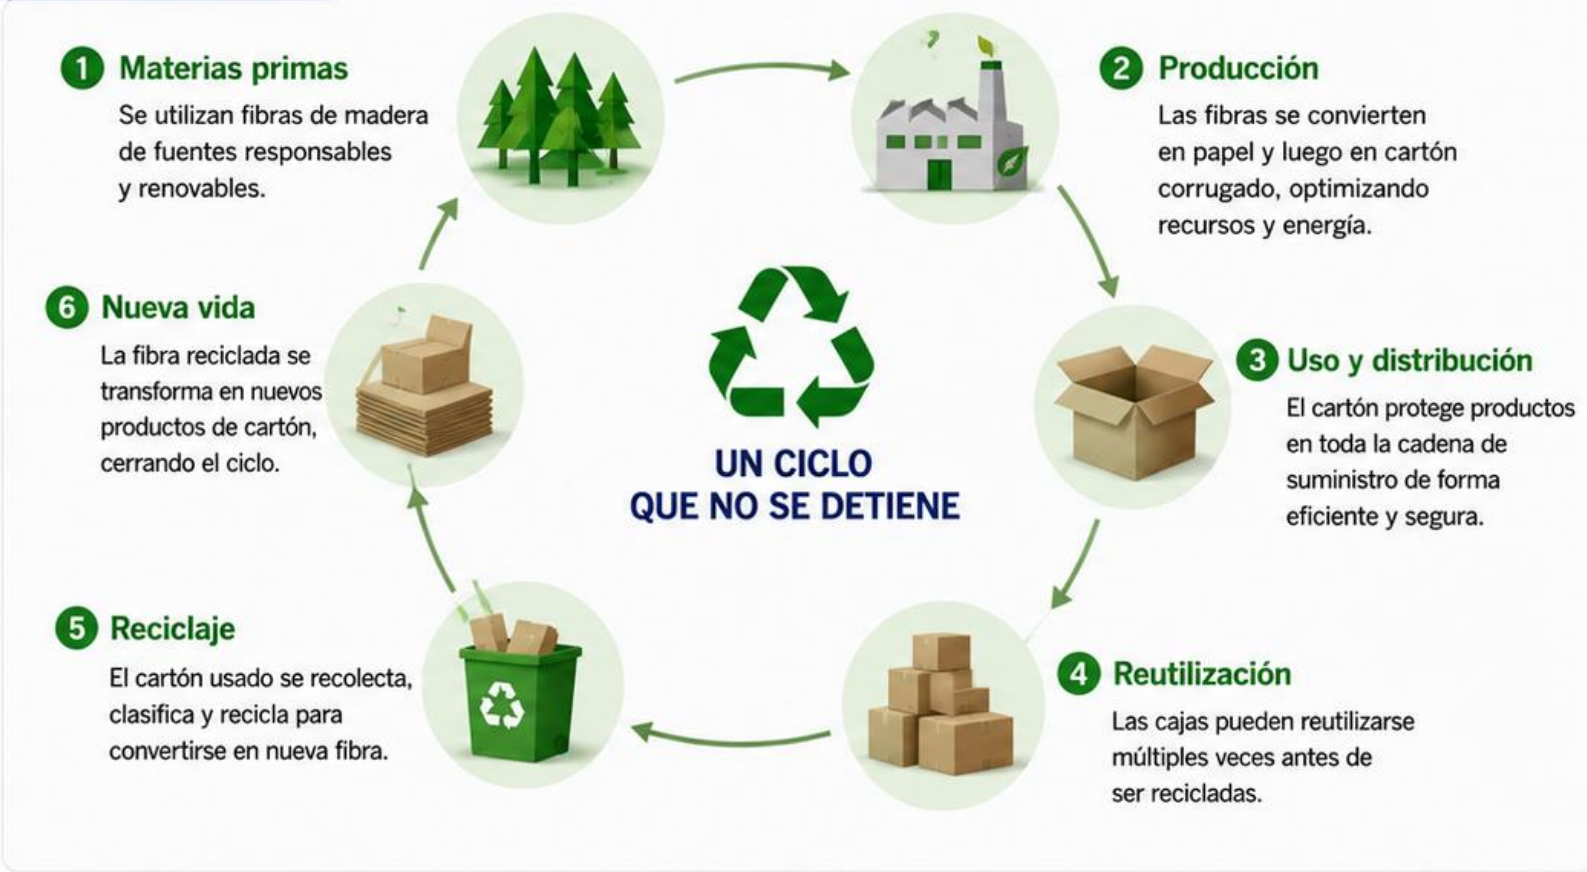 1 Materias primas
Se utilizan fibras de madera
de fuentes responsables
y renovables.
2 Producción
Las fibras se convierten
en papel y luego en cartón
corrugado, optimizando
recursos y energía.
3 Uso y distribución
El cartón protege productos
en toda la cadena de
suministro de forma
eficiente y segura.
4 Reutilización
Las cajas pueden reutilizarse
múltiples veces antes de
ser recicladas.
5 Reciclaje
El cartón usado se recolecta,
clasifica y recicla para
convertirse en nueva fibra.
6 Nueva vida
La fibra reciclada se
transforma en nuevos
productos de cartón,
cerrando el ciclo.
UN CICLO
QUE NO SE DETIENE